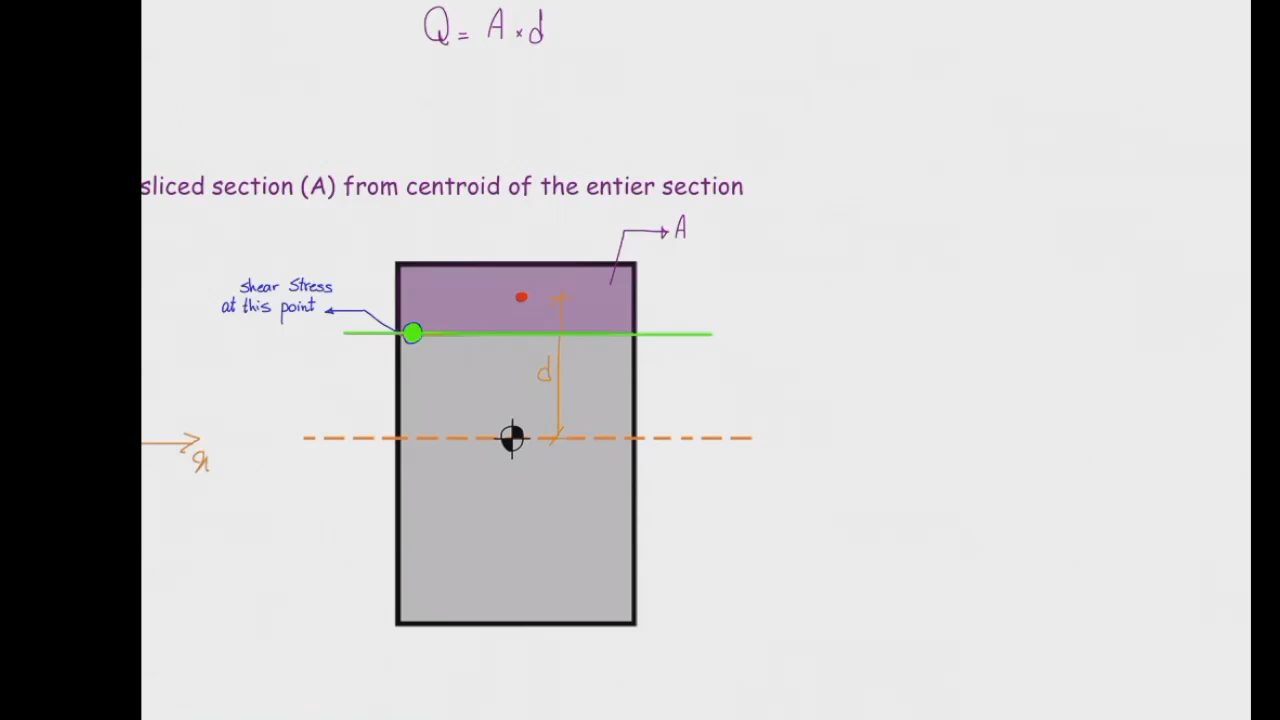 Q = A × d
sliced section (A) from centroid of the entier section
A
shear stress
at this point
d